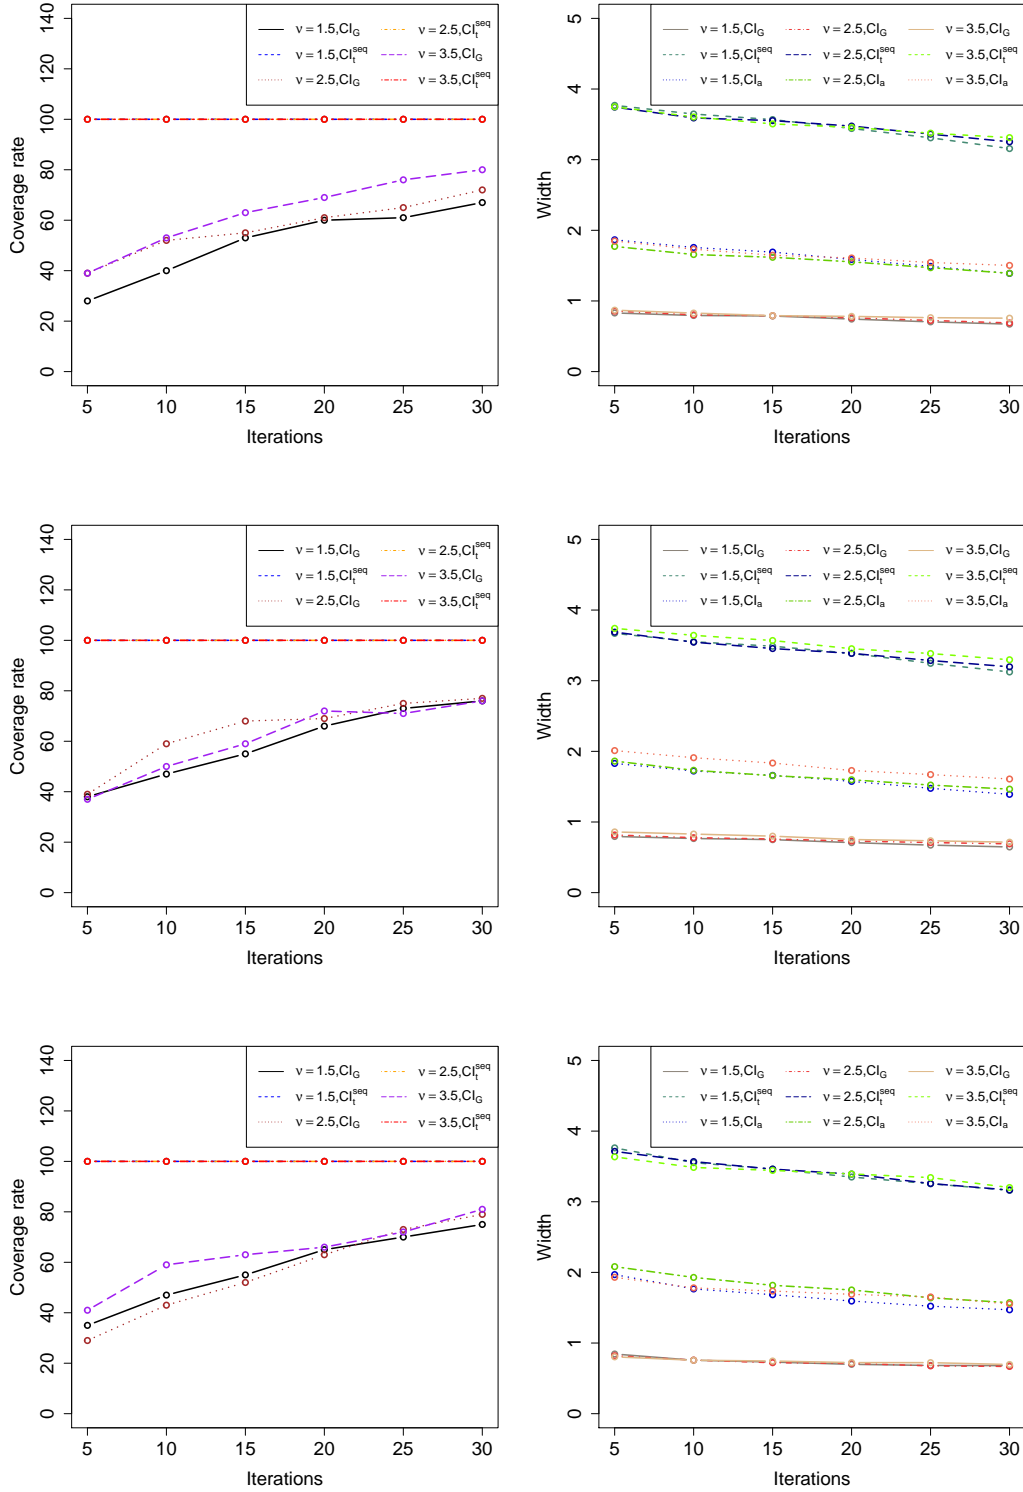 Coverage rate
0 20 40 60 80 100 120 140
ν = 1.5,CI_G
ν = 1.5,CI_t^seq
ν = 2.5,CI_G
ν = 2.5,CI_t^seq
ν = 3.5,CI_G
ν = 3.5,CI_t^seq
5 10 15 20 25 30
Iterations
Width
0 1 2 3 4 5
ν = 1.5,CI_G
ν = 1.5,CI_t^seq
ν = 1.5,CI_a
ν = 2.5,CI_G
ν = 2.5,CI_t^seq
ν = 2.5,CI_a
ν = 3.5,CI_G
ν = 3.5,CI_t^seq
ν = 3.5,CI_a
5 10 15 20 25 30
Iterations
Coverage rate
0 20 40 60 80 100 120 140
ν = 1.5,CI_G
ν = 1.5,CI_t^seq
ν = 2.5,CI_G
ν = 2.5,CI_t^seq
ν = 3.5,CI_G
ν = 3.5,CI_t^seq
5 10 15 20 25 30
Iterations
Width
0 1 2 3 4 5
ν = 1.5,CI_G
ν = 1.5,CI_t^seq
ν = 1.5,CI_a
ν = 2.5,CI_G
ν = 2.5,CI_t^seq
ν = 2.5,CI_a
ν = 3.5,CI_G
ν = 3.5,CI_t^seq
ν = 3.5,CI_a
5 10 15 20 25 30
Iterations
Coverage rate
0 20 40 60 80 100 120 140
ν = 1.5,CI_G
ν = 1.5,CI_t^seq
ν = 2.5,CI_G
ν = 2.5,CI_t^seq
ν = 3.5,CI_G
ν = 3.5,CI_t^seq
5 10 15 20 25 30
Iterations
Width
0 1 2 3 4 5
ν = 1.5,CI_G
ν = 1.5,CI_t^seq
ν = 1.5,CI_a
ν = 2.5,CI_G
ν = 2.5,CI_t^seq
ν = 2.5,CI_a
ν = 3.5,CI_G
ν = 3.5,CI_t^seq
ν = 3.5,CI_a
5 10 15 20 25 30
Iterations